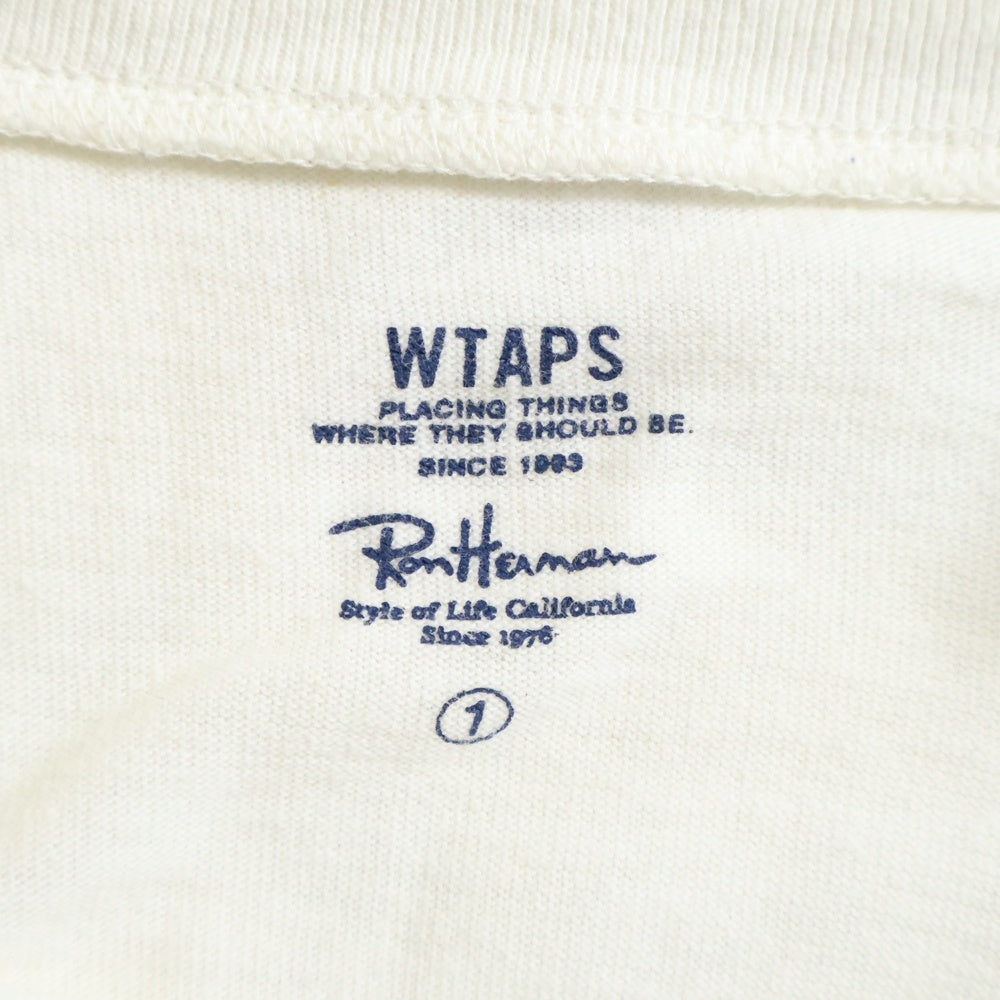 WTAPS
PLACING THINGS
WHERE THEY SHOULD BE.
SINCE 1993
Ron Herman
Style of Life California
Since 1976
1